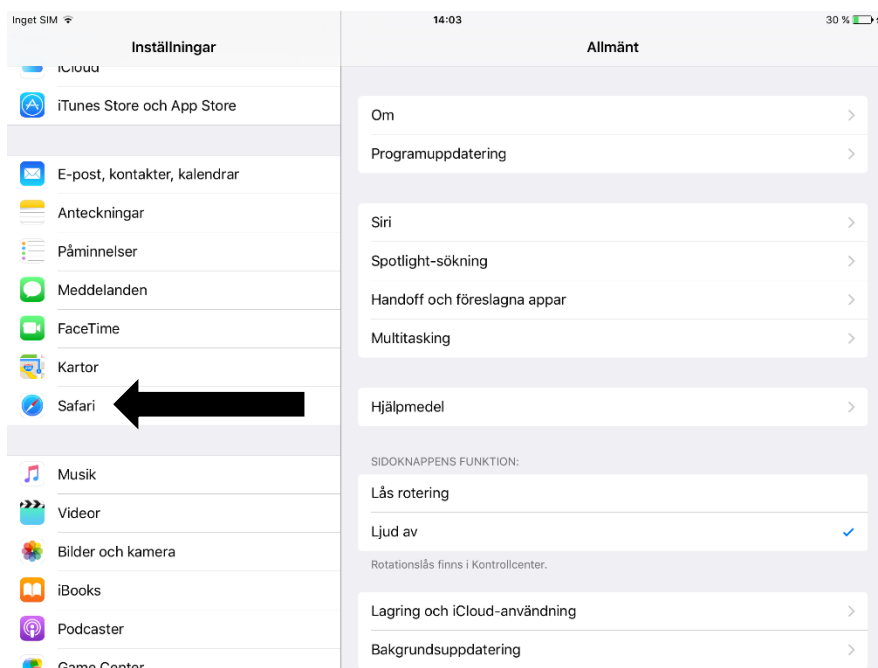 Inget SIM
14:03
30 %
Inställningar
iCloud
iTunes Store och App Store
E-post, kontakter, kalendrar
Anteckningar
Påminnelser
Meddelanden
FaceTime
Kartor
Safari
Musik
Videor
Bilder och kamera
iBooks
Podcaster
Game Center
Allmänt
Om
Programuppdatering
Siri
Spotlight-sökning
Handoff och föreslagna appar
Multitasking
Hjälpmedel
SIDOKNAPPENS FUNKTION:
Lås rotering
Ljud av
Rotationslås finns i Kontrollcenter.
Lagring och iCloud-användning
Bakgrundsuppdatering